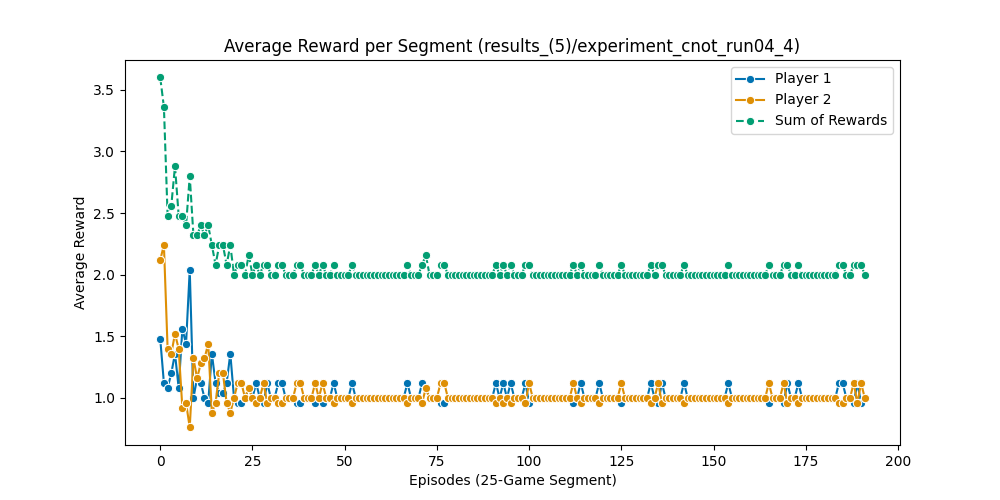 Average Reward per Segment (results_(5)/experiment_cnot_run04_4)
Player 1
Player 2
Sum of Rewards
Average Reward
3.5
3.0
2.5
2.0
1.5
1.0
0 25 50 75 100 125 150 175 200
Episodes (25-Game Segment)